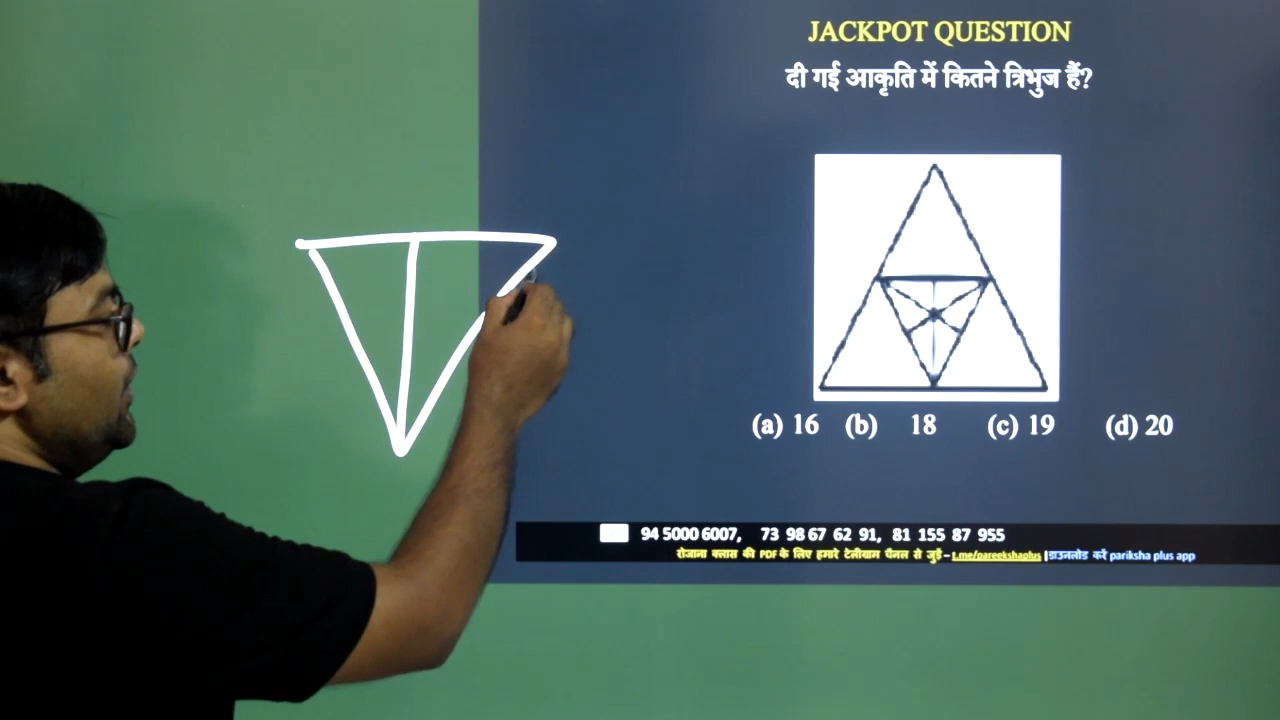 JACKPOT QUESTION
दी गई आकृति में कितने त्रिभुज हैं?
(a) 16 (b) 18 (c) 19 (d) 20
94 5000 6007, 73 98 67 62 91, 81 155 87 955
रोजाना क्लास की PDF के लिए हमारे टेलीग्राम चैनल से जुड़ें – t.me/pareekshaplus |डाउनलोड करें pariksha plus app